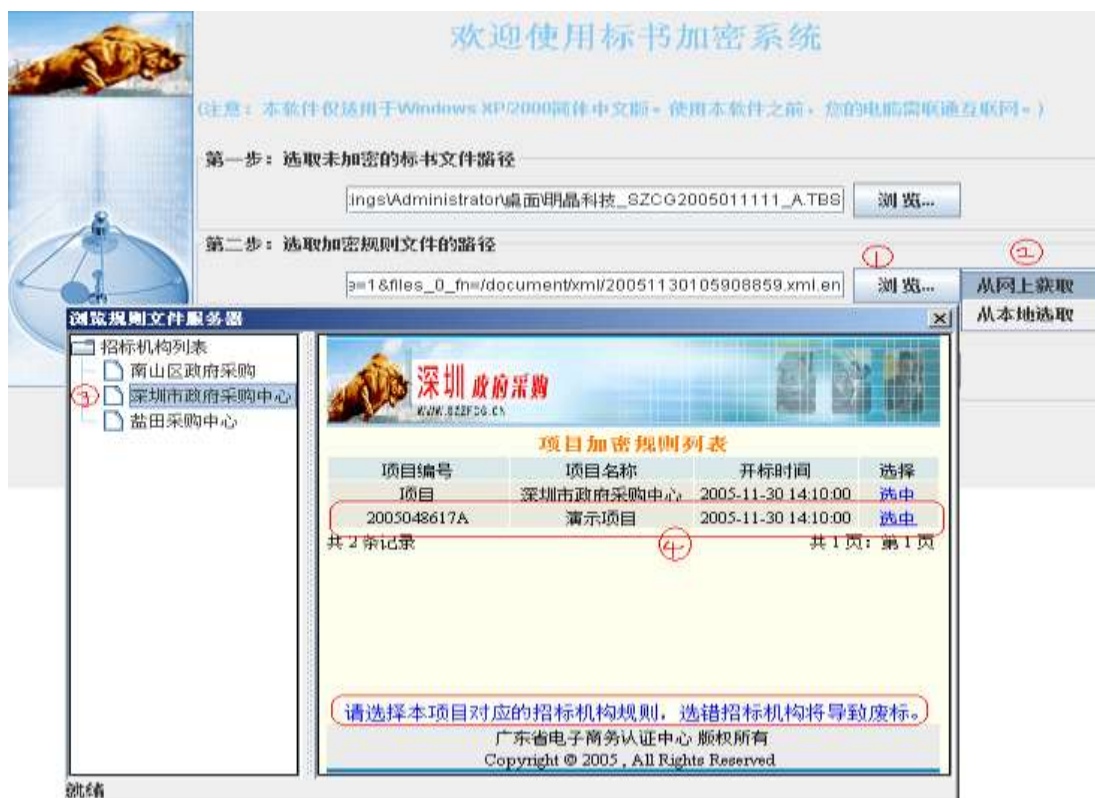 欢迎使用标书加密系统
(注意：本软件仅适用于Windows XP/2000简体中文版。使用本软件之前，您的电脑需联通互联网。)
第一步：选取未加密的标书文件路径
:ings\Administrator\桌面\明晶科技_SZCG2005011111_A.TBS 浏览...
第二步：选取加密规则文件的路径
① ②
e=1&files_0_fn=/document/xml/20051130105908859.xml.en 浏览... 从网上获取
从本地选取
浏览规则文件服务器
招标机构列表
南山区政府采购
③ 深圳市政府采购中心
盐田采购中心
深圳政府采购
WWW.SZZFCG.CN
项目加密规则列表
项目编号 项目名称 开标时间 选择
项目 深圳市政府采购中心 2005-11-30 14:10:00 选中
2005048617A 演示项目 2005-11-30 14:10:00 选中
共 2 条记录 ④ 共 1 页：第 1 页
请选择本项目对应的招标机构规则，选错招标机构将导致废标。
广东省电子商务认证中心 版权所有
Copyright © 2005 , All Rights Reserved
就绪